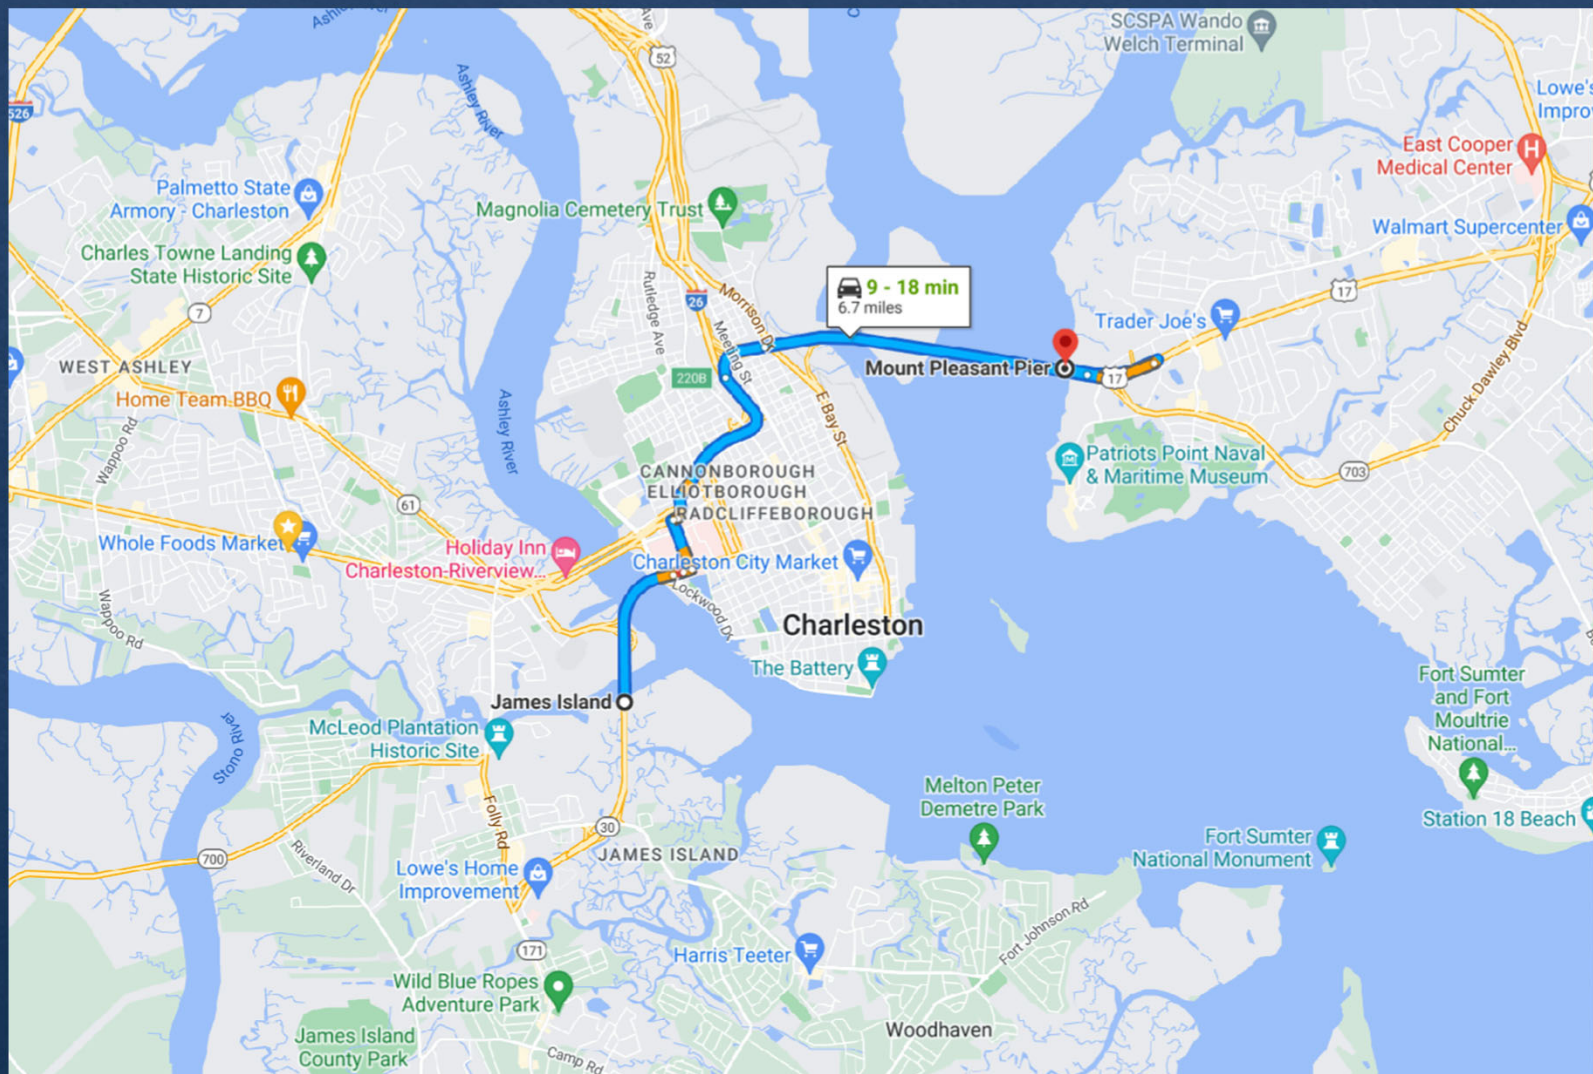 Ashley River
52
SCSPA Wando
Welch Terminal
526
Ashley River
Lowe's
Improv
East Cooper
Medical Center
Palmetto State
Armory - Charleston
Magnolia Cemetery Trust
Walmart Supercenter
Charles Towne Landing
State Historic Site
Rutledge Ave
26
Morrison Dr
9 - 18 min
6.7 miles
17
7
Trader Joe's
Meeting St
WEST ASHLEY
220B
Mount Pleasant Pier
17
Home Team BBQ
Ashley River
E Bay St
Chuck Dawley Blvd
Wappoo Rd
Patriots Point Naval
& Maritime Museum
703
CANNONBOROUGH
ELLIOTBOROUGH
RADCLIFFEBOROUGH
61
Whole Foods Market
Holiday Inn
Charleston-Riverview...
Charleston City Market
Wappoo Rd
Lockwood Dr
Charleston
The Battery
Fort Sumter
and Fort
Moultrie
National...
James Island
McLeod Plantation
Historic Site
Stono River
Melton Peter
Demetre Park
Station 18 Beach
Folly Rd
30
Fort Sumter
National Monument
700
Riverland Dr
JAMES ISLAND
Lowe's Home
Improvement
171
Harris Teeter
Fort Johnson Rd
Wild Blue Ropes
Adventure Park
Woodhaven
James Island
County Park
Camp Rd